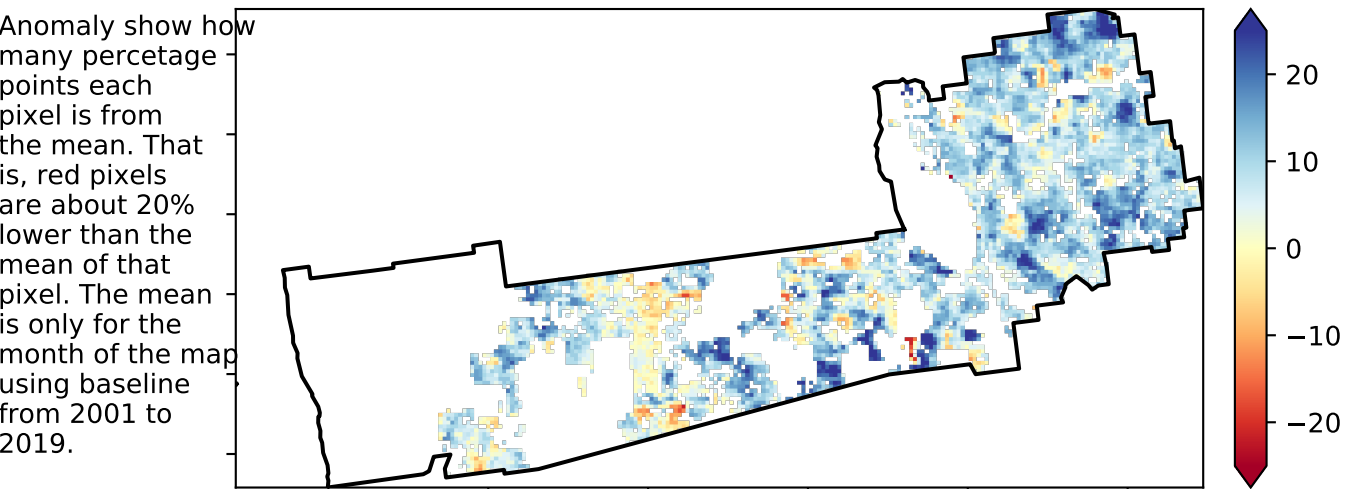 Anomaly show how
many percetage
points each
pixel is from
the mean. That
is, red pixels
are about 20%
lower than the
mean of that
pixel. The mean
is only for the
month of the map
using baseline
from 2001 to
2019.
20
10
0
−10
−20